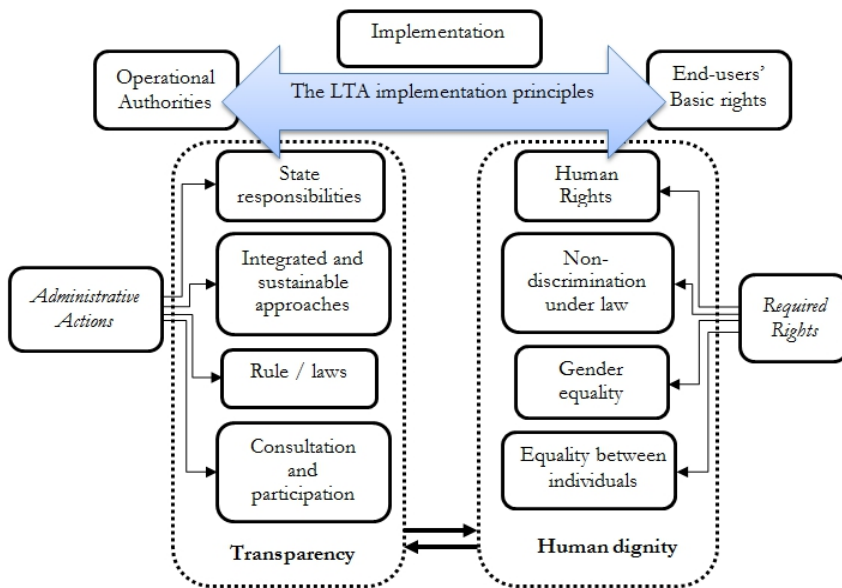 Implementation
Operational
Authorities
The LTA implementation principles
End-users’
Basic rights
State
responsibilities
Human
Rights
Integrated and
sustainable
approaches
Non-
discrimination
under law
Administrative
Actions
Required
Rights
Rule / laws
Gender
equality
Consultation
and
participation
Equality between
individuals
Transparency
Human dignity